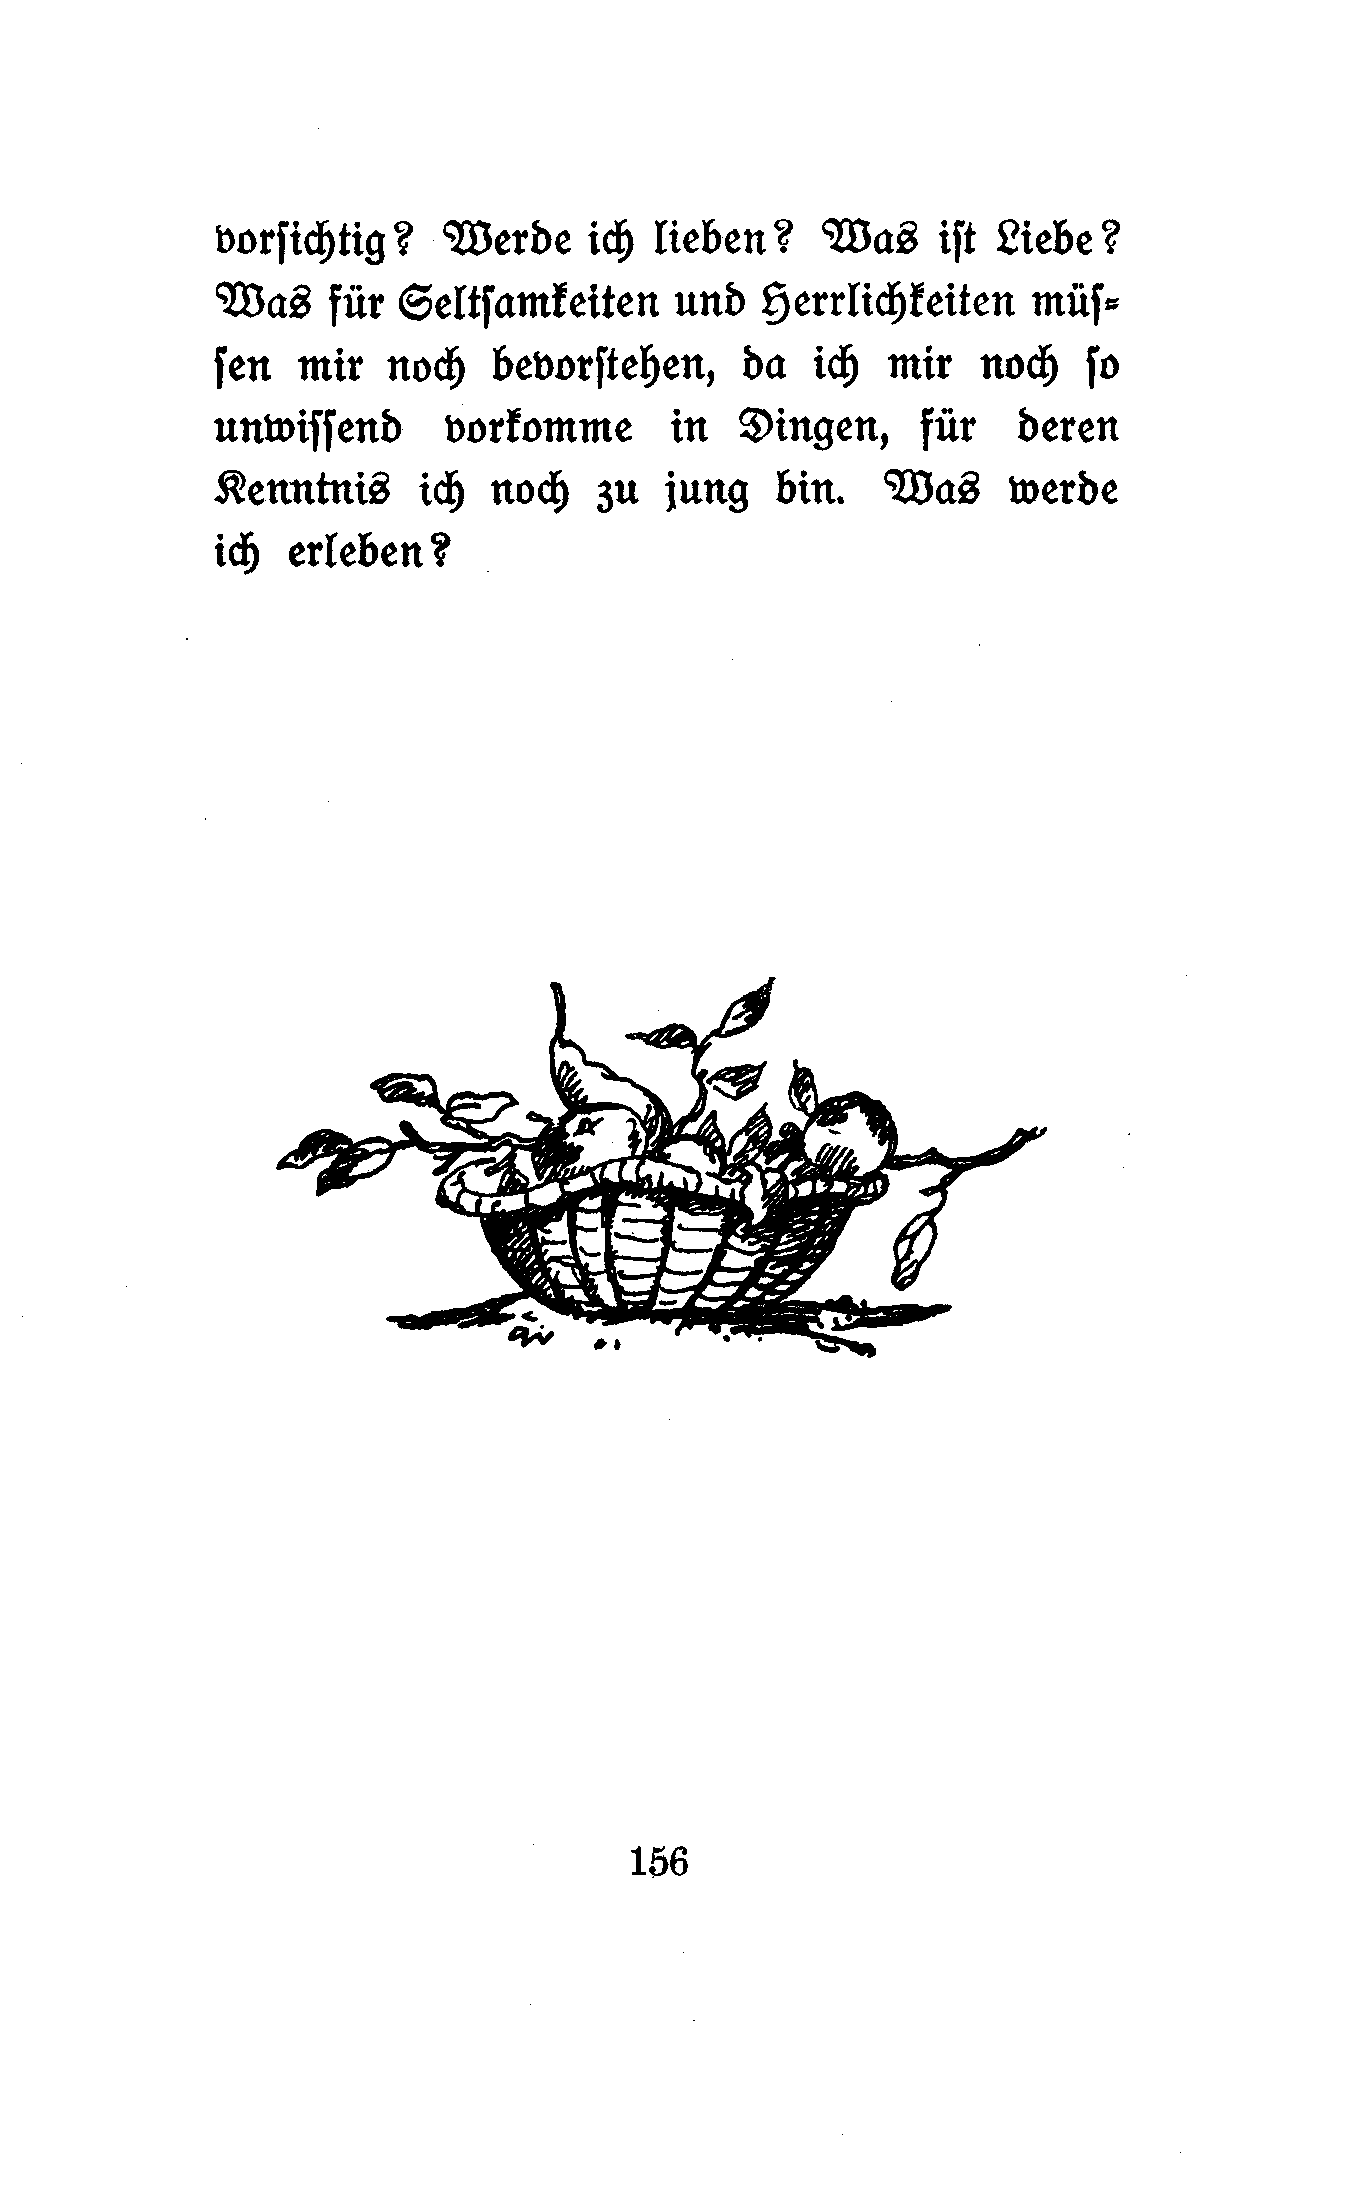 vorsichtig? Werde ich lieben? Was ist Liebe?
Was für Seltsamkeiten und Herrlichkeiten müs-
sen mir noch bevorstehen, da ich mir noch so
unwissend vorkomme in Dingen, für deren
Kenntnis ich noch zu jung bin. Was werde
ich erleben?
156